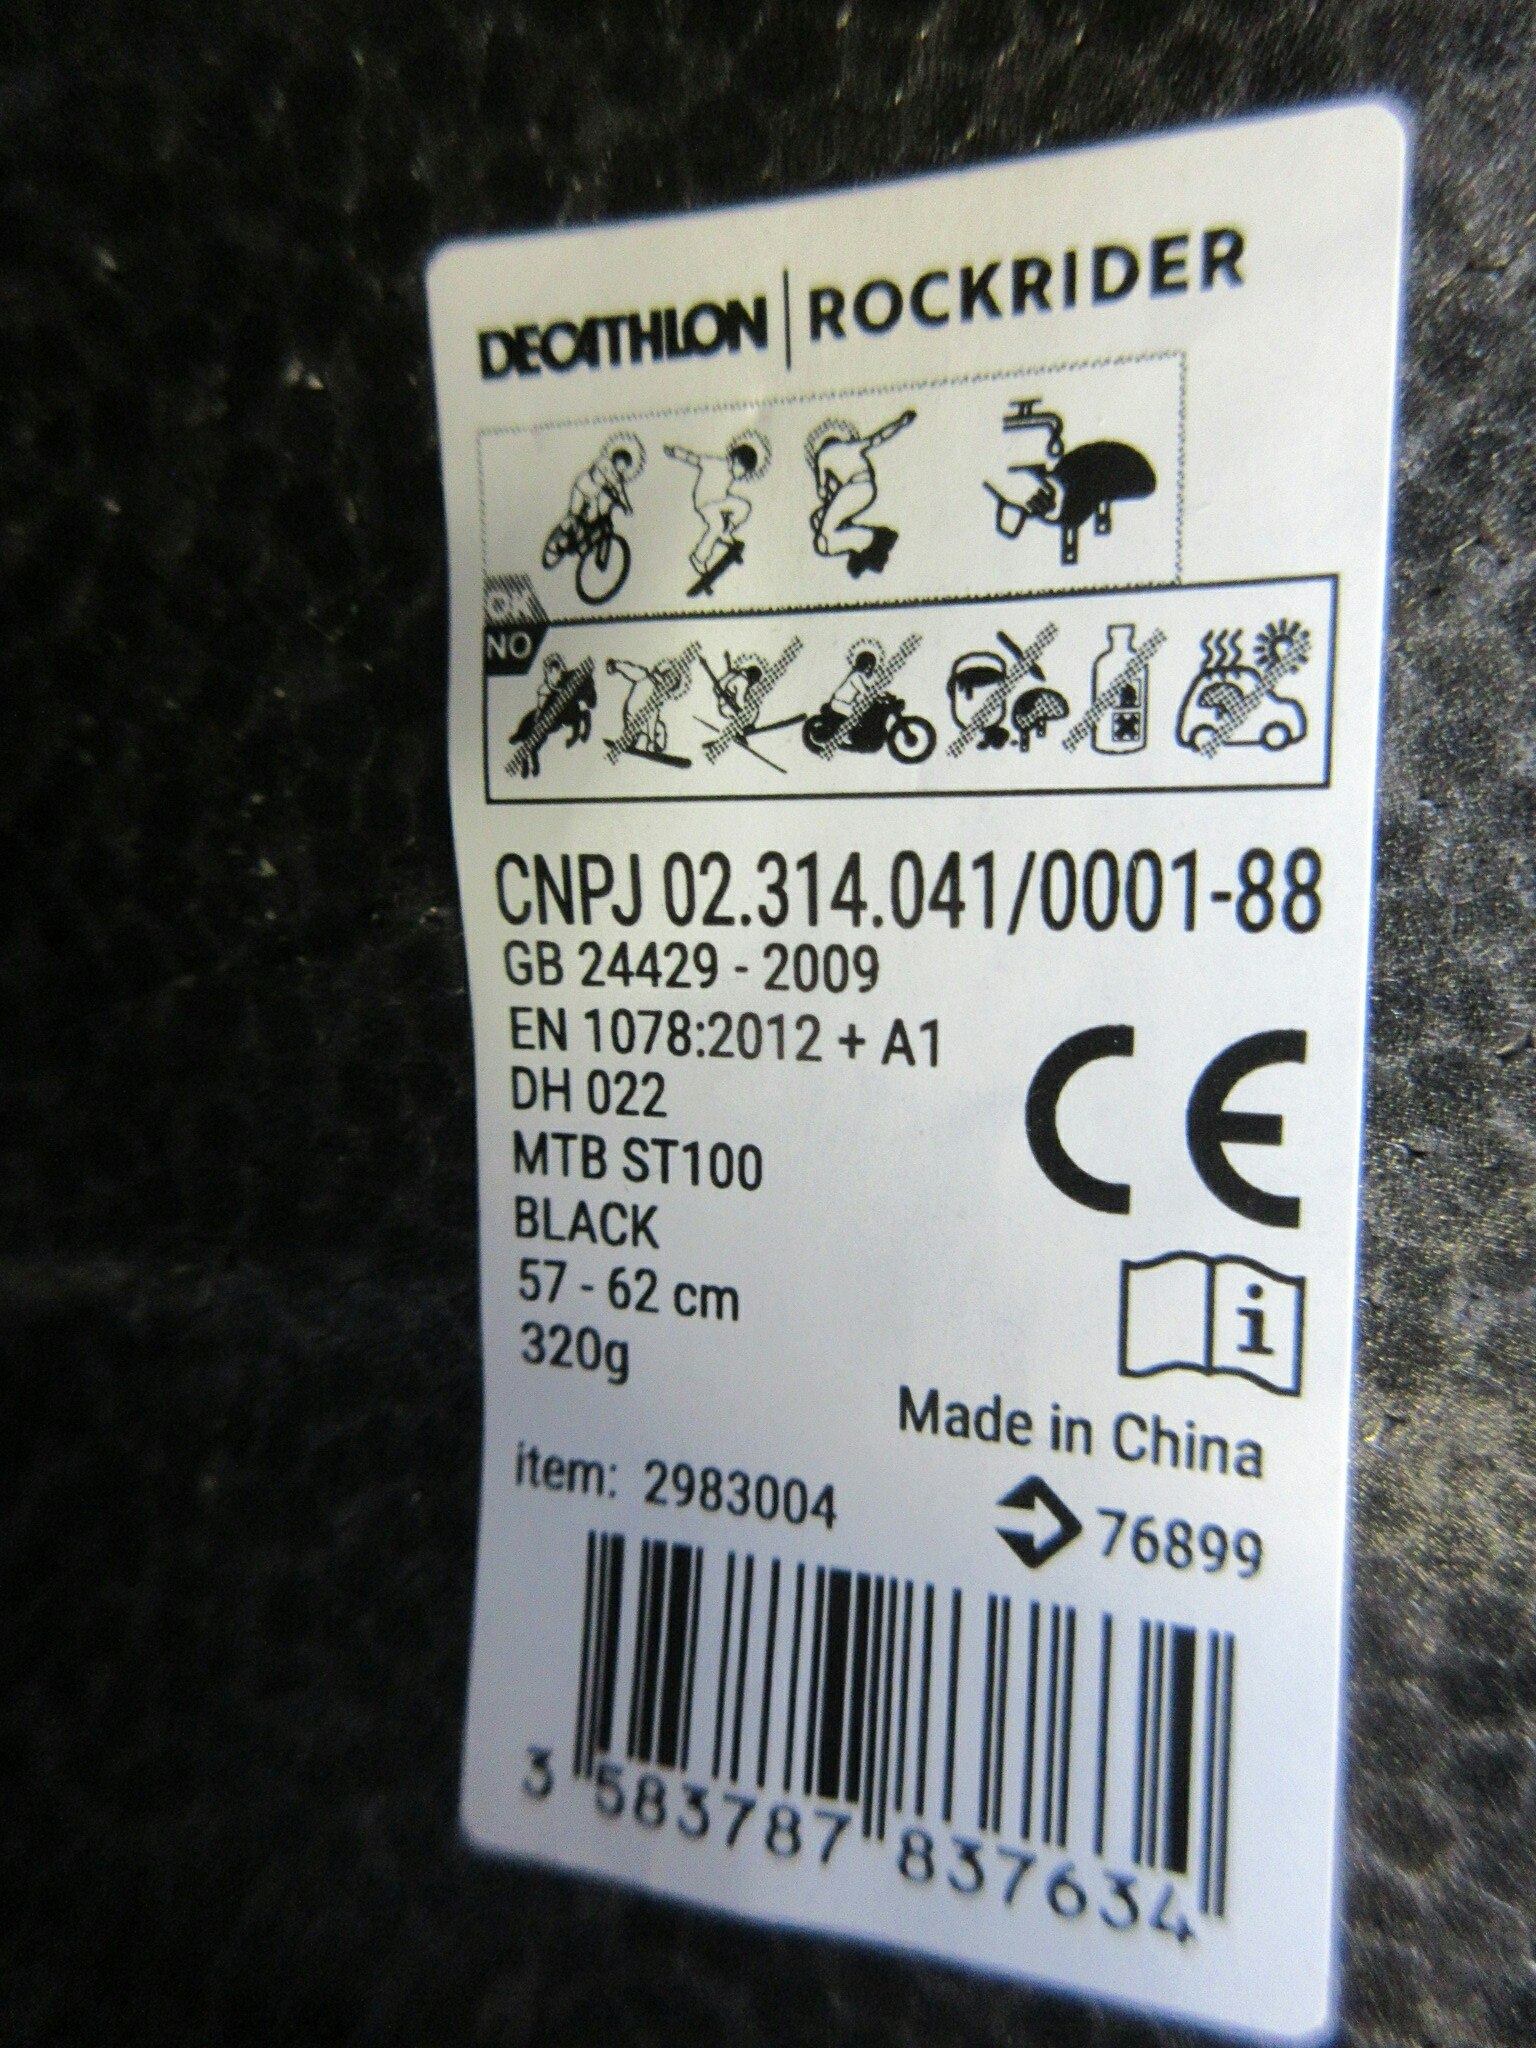 DECATHLON | ROCKRIDER
OK
NO
CNPJ 02.314.041/0001-88
GB 24429 - 2009
EN 1078:2012 + A1
DH 022
MTB ST100
BLACK
57 - 62 cm
320g
Made in China
item: 2983004
76899
3 583787 837634